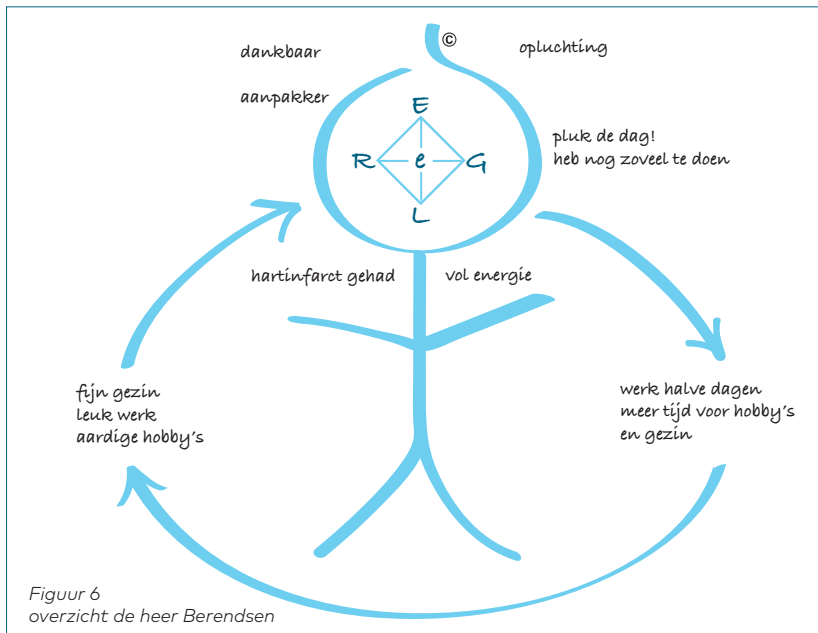 ©
dankbaar
opluchting
aanpakker
E
R e G
L
pluk de dag!
heb nog zoveel te doen
hartinfarct gehad
vol energie
fijn gezin
leuk werk
aardige hobby's
werk halve dagen
meer tijd voor hobby's
en gezin
Figuur 6
overzicht de heer Berendsen